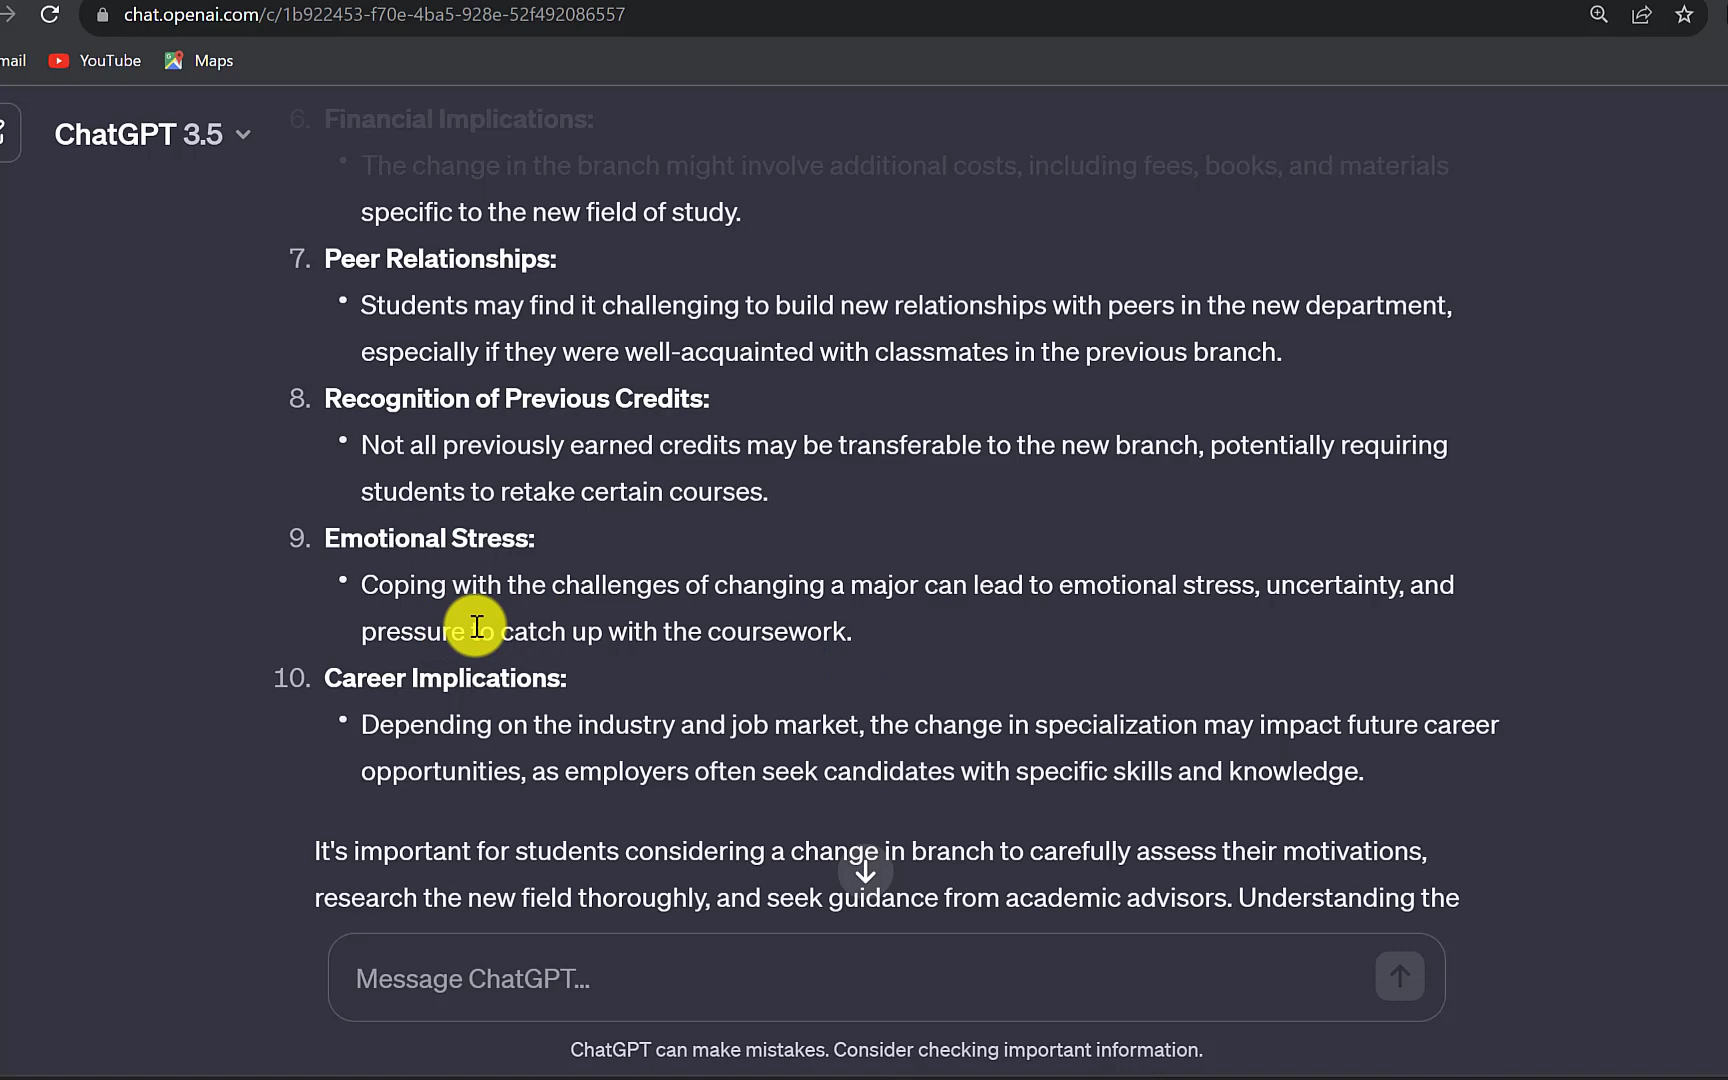 chat.openai.com/c/1b922453-f70e-4ba5-928e-52f492086557
mail YouTube Maps
ChatGPT 3.5
6. Financial Implications:
• The change in the branch might involve additional costs, including fees, books, and materials
specific to the new field of study.
7. Peer Relationships:
• Students may find it challenging to build new relationships with peers in the new department,
especially if they were well-acquainted with classmates in the previous branch.
8. Recognition of Previous Credits:
• Not all previously earned credits may be transferable to the new branch, potentially requiring
students to retake certain courses.
9. Emotional Stress:
• Coping with the challenges of changing a major can lead to emotional stress, uncertainty, and
pressure to catch up with the coursework.
10. Career Implications:
• Depending on the industry and job market, the change in specialization may impact future career
opportunities, as employers often seek candidates with specific skills and knowledge.
It's important for students considering a change in branch to carefully assess their motivations,
research the new field thoroughly, and seek guidance from academic advisors. Understanding the
Message ChatGPT...
ChatGPT can make mistakes. Consider checking important information.